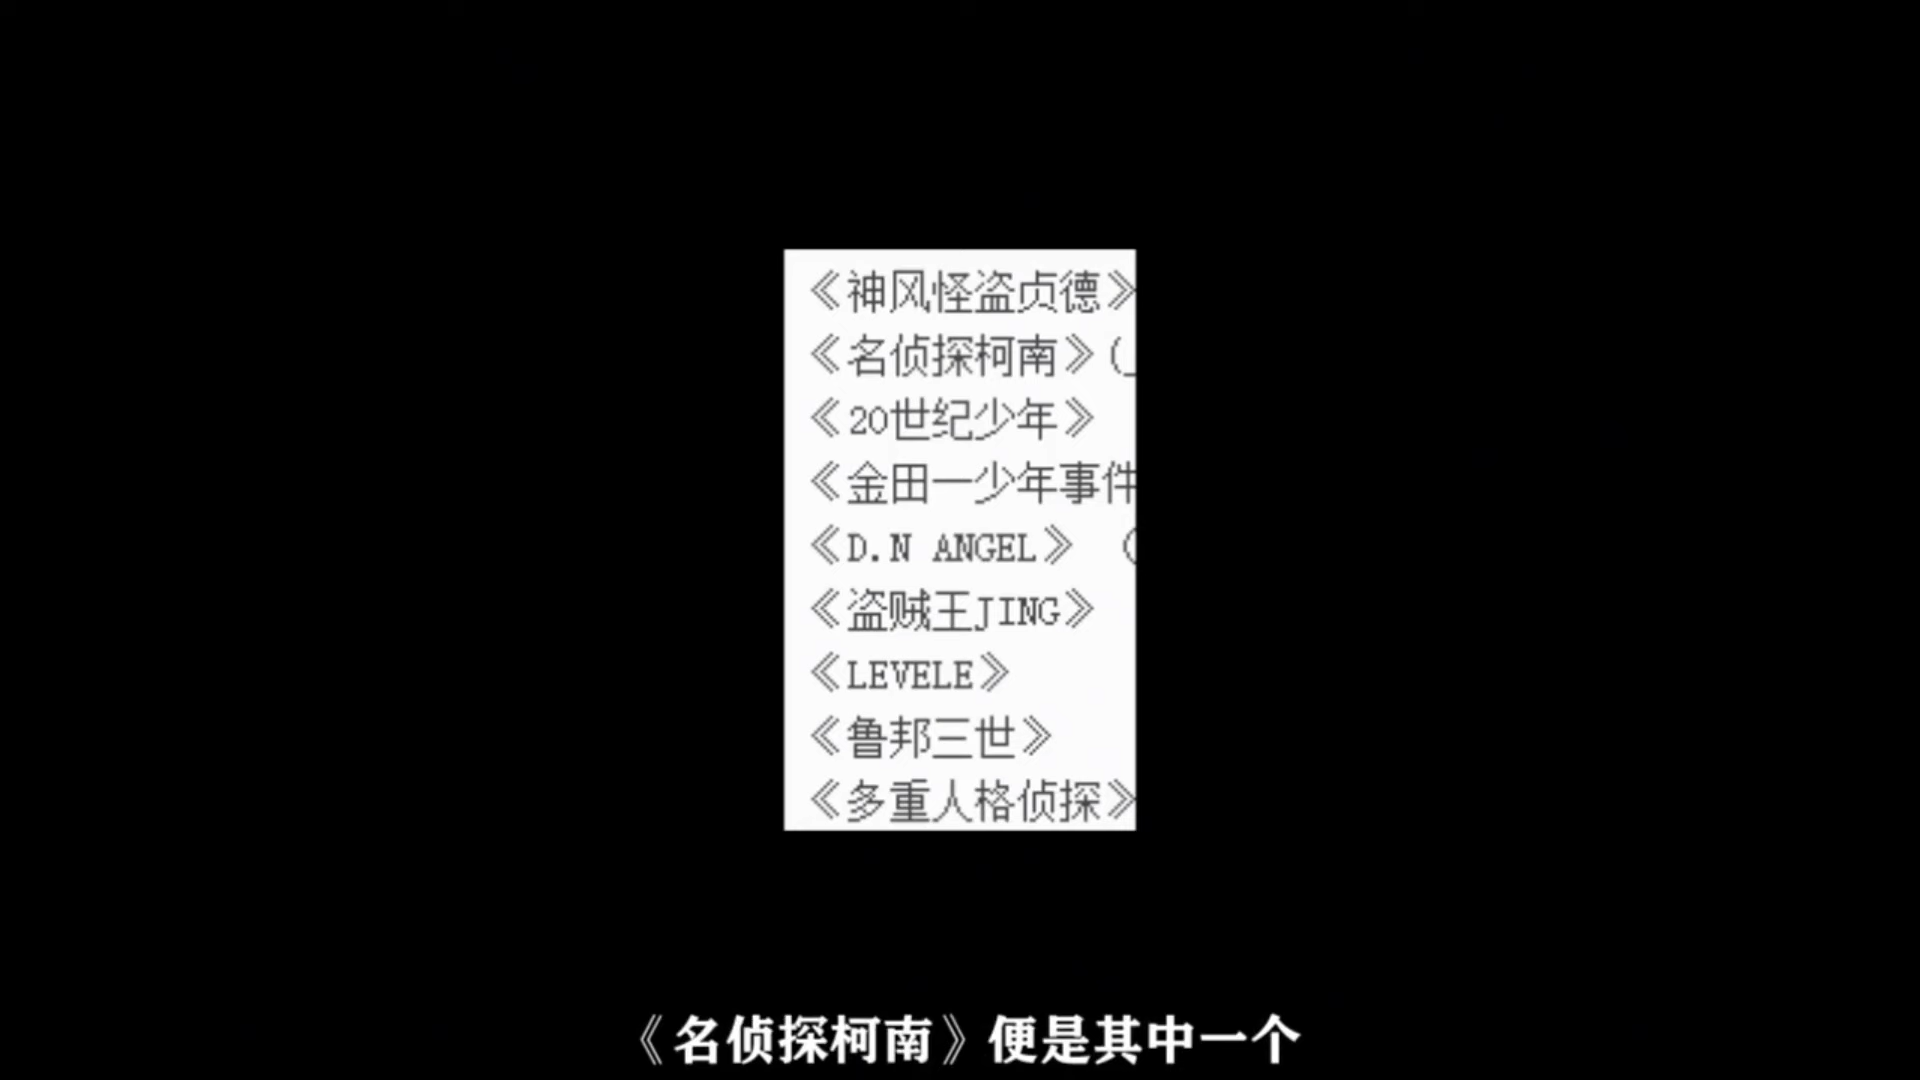 《神风怪盗贞德》
《名侦探柯南》(
《20世纪少年》
《金田一少年事件
《D.N ANGEL》 (
《盗贼王JING》
《LEVELE》
《鲁邦三世》
《多重人格侦探》
《名侦探柯南》便是其中一个